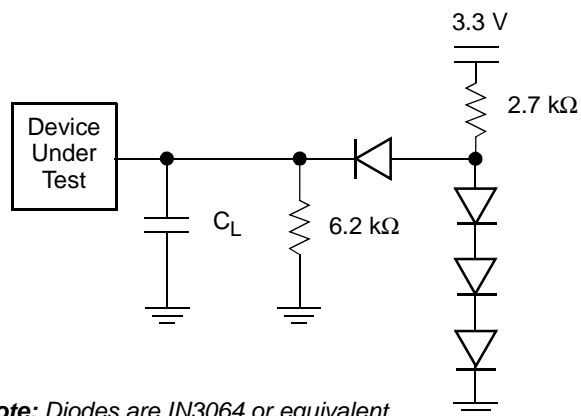 3.3 V
2.7 kΩ
Device
Under
Test
C_L
6.2 kΩ
ote: Diodes are IN3064 or equivalent